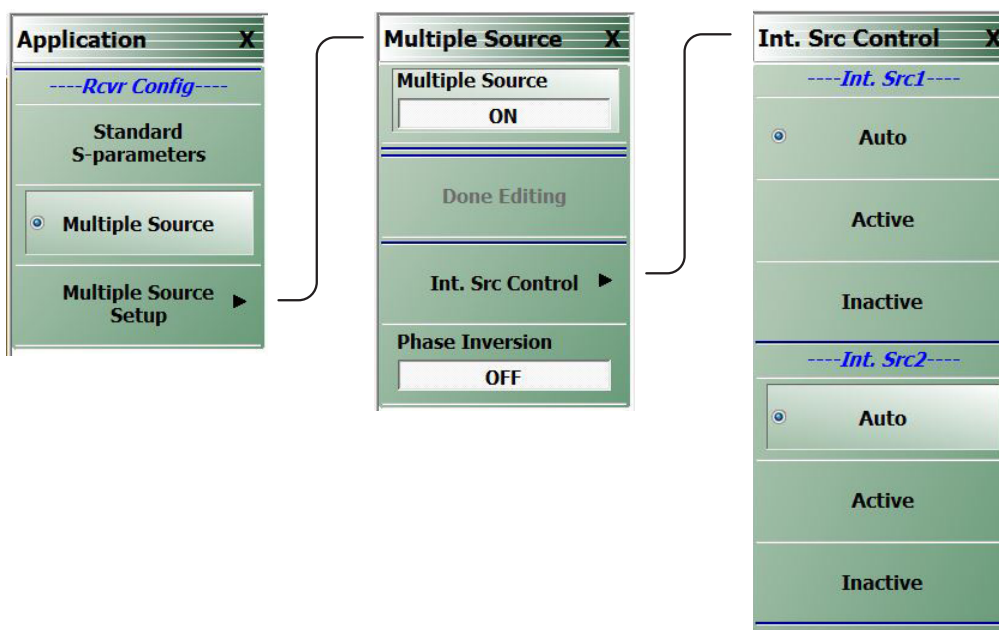 Application X
----Rcvr Config----
Standard
S-parameters
Multiple Source
Multiple Source
Setup
Multiple Source X
Multiple Source
ON
Done Editing
Int. Src Control
Phase Inversion
OFF
Int. Src Control X
----Int. Src1----
Auto
Active
Inactive
----Int. Src2----
Auto
Active
Inactive